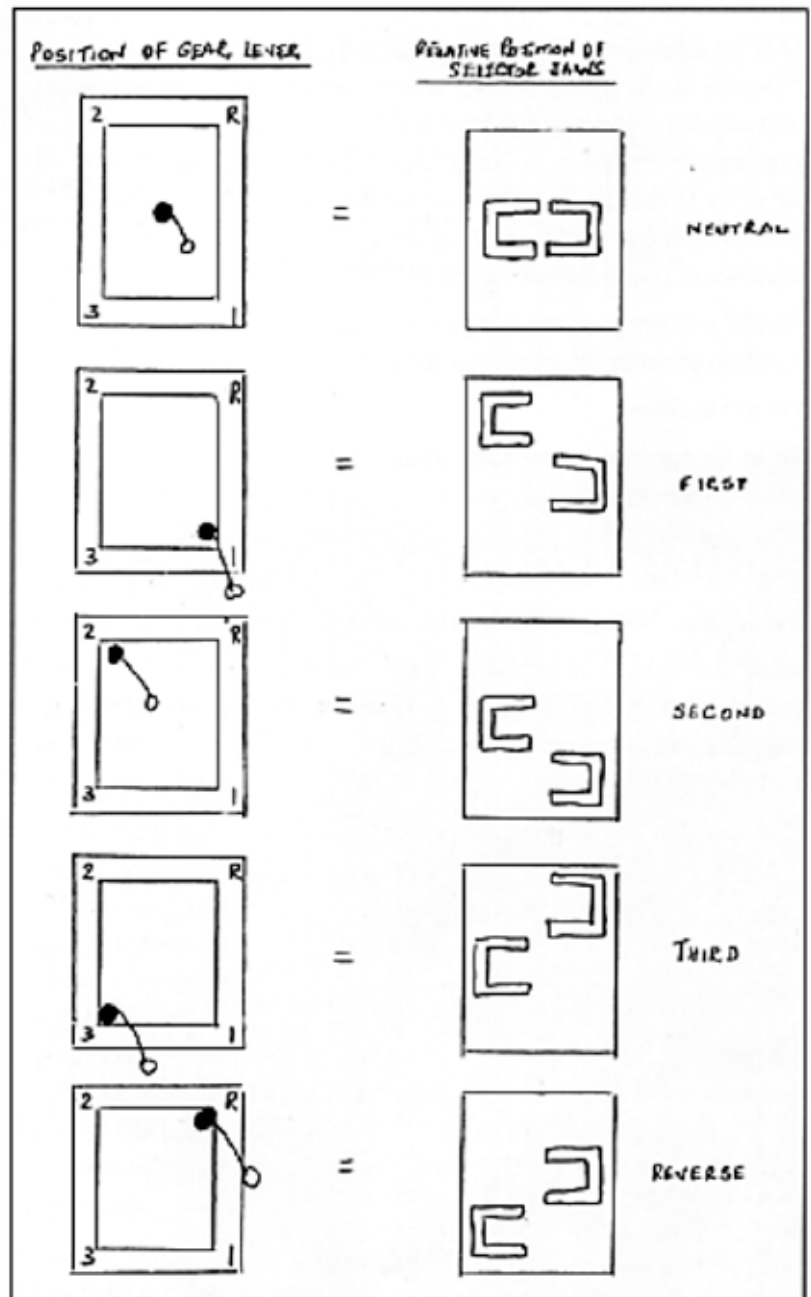 POSITION OF GEAR LEVER
RELATIVE POSITION OF
SELECTOR JAWS
2 R
= NEUTRAL
3 1
2 R
= FIRST
3 1
2 R
= SECOND
3 1
2 R
= THIRD
3 1
2 R
= REVERSE
3 1